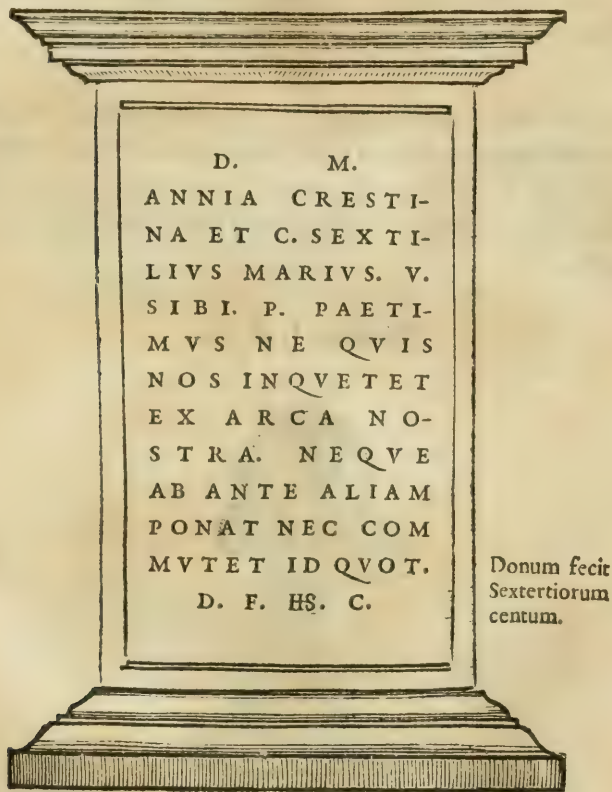 D. M.
ANNIA CRESTI-
NA ET C. SEXTI-
LIVS MARIVS. V.
SIBI. P. PAETI-
MVS NE QVIS
NOS INQVETET
EX ARCA NO-
STRA. NEQVE
AB ANTE ALIAM
PONAT NEC COM
MVTET ID QVOT.
D. F. HS. C.
Donum fecit
Sextertiorum
centum.